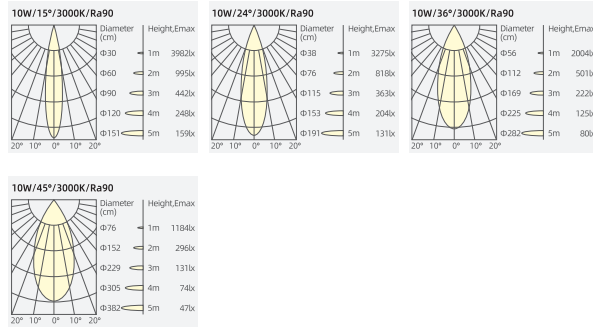 10W/15°/3000K/Ra90
Diameter Height,Emax
(cm)
Φ30 1m 3982lx
Φ60 2m 995lx
Φ90 3m 442lx
Φ120 4m 248lx
Φ151 5m 159lx
20° 10° 0° 10° 20°
10W/24°/3000K/Ra90
Diameter Height,Emax
(cm)
Φ38 1m 3275lx
Φ76 2m 818lx
Φ115 3m 363lx
Φ153 4m 204lx
Φ191 5m 131lx
20° 10° 0° 10° 20°
10W/36°/3000K/Ra90
Diameter Height,Emax
(cm)
Φ56 1m 2004lx
Φ112 2m 501lx
Φ169 3m 222lx
Φ225 4m 125lx
Φ282 5m 80lx
20° 10° 0° 10° 20°
10W/45°/3000K/Ra90
Diameter Height,Emax
(cm)
Φ76 1m 1184lx
Φ152 2m 296lx
Φ229 3m 131lx
Φ305 4m 74lx
Φ382 5m 47lx
20° 10° 0° 10° 20°